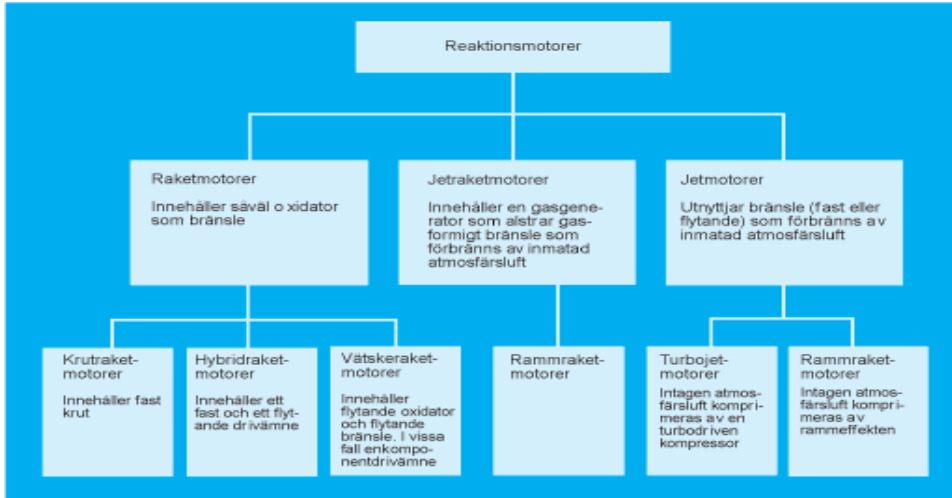 Reaktionsmotorer
Raketmotorer
Innehåller såväl o xidator
som bränsle
Jetraketmotorer
Innehåller en gasgene-
rator som alstrar gas-
formigt bränsle som
förbränns av inmatad
atmosfärsluft
Jetmotorer
Utnyttjar bränsle (fast eller
flytande) som förbränns av
inmatad atmosfärsluft
Krutraket-
motorer
Innehåller fast
krut
Hybridraket-
motorer
Innehåller ett
fast och ett flyt-
ande drivämne
Vätskeraket-
motorer
Innehåller
flytande oxidator
och flytande
bränsle. I vissa
fall enkompo-
nentdrivämne
Rammraket-
motorer
Turbojet-
motorer
Intagen atmos-
färsluft kompri-
meras av en
turbodriven
kompressor
Rammraket-
motorer
Intagen atmos-
färsluft kompri-
meras av
rammeffekten